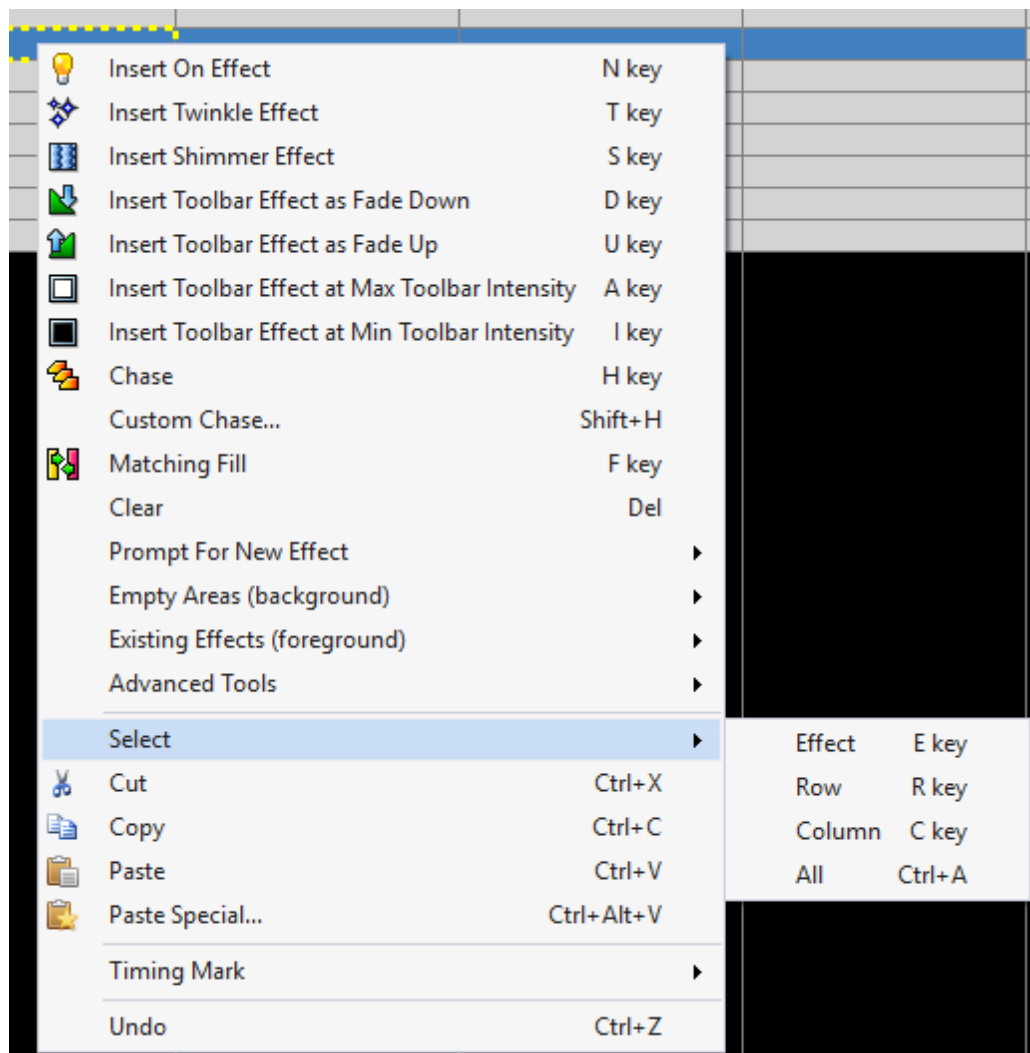 Insert On Effect N key
Insert Twinkle Effect T key
Insert Shimmer Effect S key
Insert Toolbar Effect as Fade Down D key
Insert Toolbar Effect as Fade Up U key
Insert Toolbar Effect at Max Toolbar Intensity A key
Insert Toolbar Effect at Min Toolbar Intensity I key
Chase H key
Custom Chase... Shift+H
Matching Fill F key
Clear Del
Prompt For New Effect
Empty Areas (background)
Existing Effects (foreground)
Advanced Tools
Select
Cut Ctrl+X
Copy Ctrl+C
Paste Ctrl+V
Paste Special... Ctrl+Alt+V
Timing Mark
Undo Ctrl+Z
Effect E key
Row R key
Column C key
All Ctrl+A